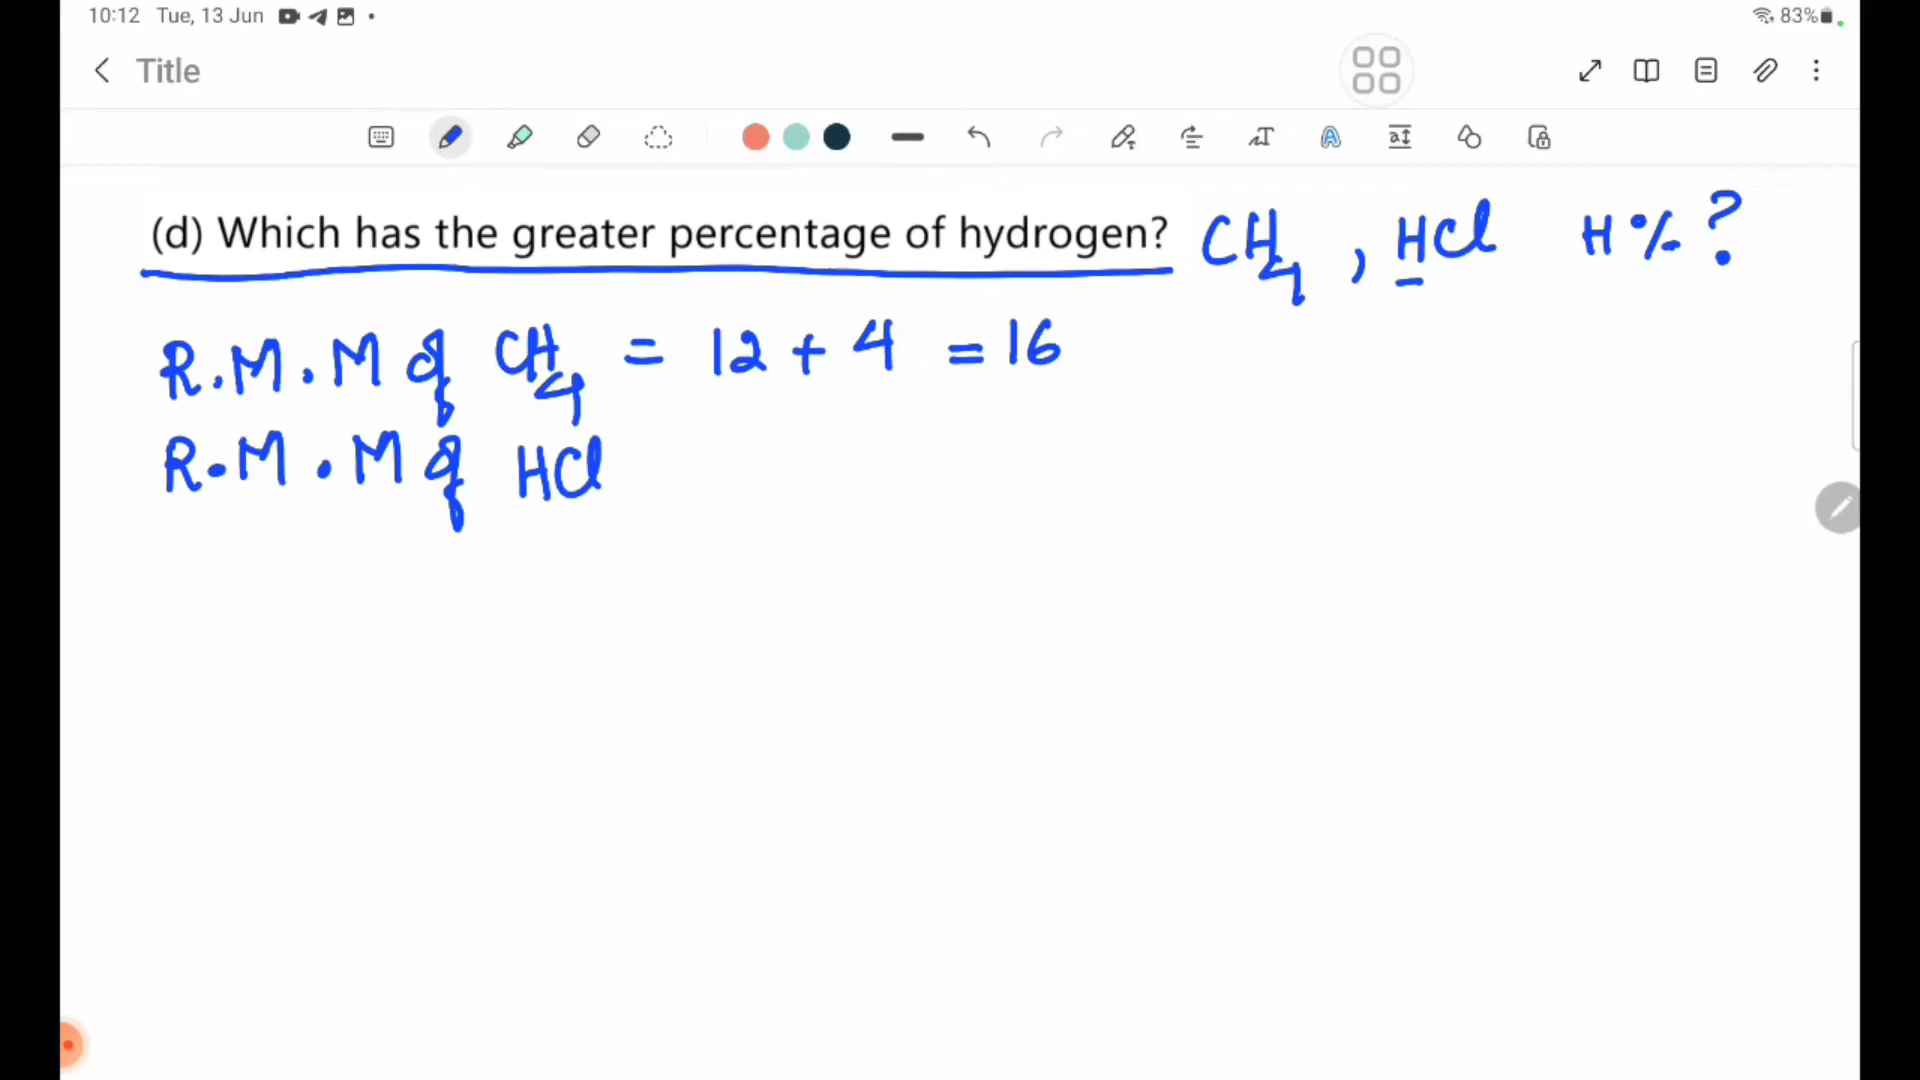 10:12 Tue, 13 Jun
83%
Title
(d) Which has the greater percentage of hydrogen? CH₄ , HCl H% ?
R.M.M of CH₄ = 12 + 4 = 16
R.M.M of HCl